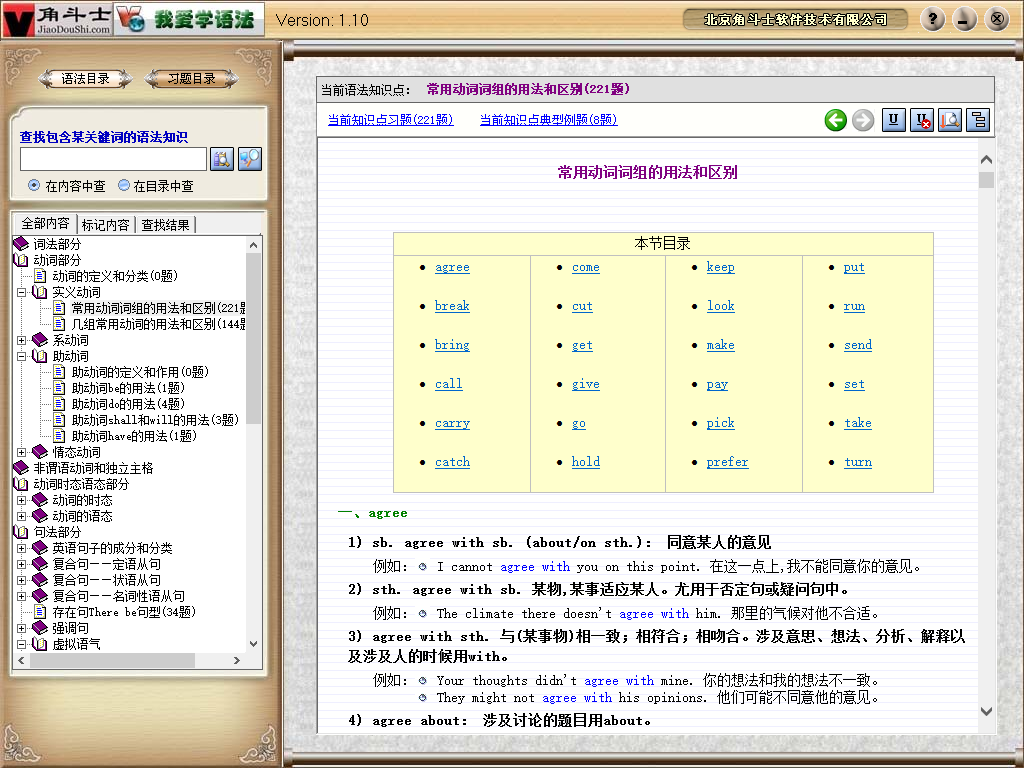 角斗士
JiaoDouShi.com
我爱学语法
Version: 1.10
北京角斗士软件技术有限公司
?
语法目录
习题目录
查找包含某关键词的语法知识
在内容中查
在目录中查
全部内容
标记内容
查找结果
词法部分
动词部分
动词的定义和分类(0题)
实义动词
常用动词词组的用法和区别(221题
几组常用动词的用法和区别(144题
系动词
助动词
助动词的定义和作用(0题)
助动词be的用法(1题)
助动词do的用法(4题)
助动词shall和will的用法(3题)
助动词have的用法(1题)
情态动词
非谓语动词和独立主格
动词时态语态部分
动词的时态
动词的语态
句法部分
英语句子的成分和分类
复合句——定语从句
复合句——状语从句
复合句——名词性语从句
存在句There be句型(34题)
强调句
虚拟语气
当前语法知识点: 常用动词词组的用法和区别(221题)
当前知识点习题(221题)
当前知识点典型例题(8题)
U
U
常用动词词组的用法和区别
本节目录
agree
come
keep
put
break
cut
look
run
bring
get
make
send
call
give
pay
set
carry
go
pick
take
catch
hold
prefer
turn
一、agree
1) sb. agree with sb. (about/on sth.): 同意某人的意见
例如: I cannot agree with you on this point. 在这一点上,我不能同意你的意见。
2) sth. agree with sb. 某物,某事适应某人。尤用于否定句或疑问句中。
例如: The climate there doesn't agree with him. 那里的气候对他不合适。
3) agree with sth. 与(某事物)相一致；相符合；相吻合。涉及意思、想法、分析、解释以
及涉及人的时候用with。
例如: Your thoughts didn't agree with mine. 你的想法和我的想法不一致。
They might not agree with his opinions. 他们可能不同意他的意见。
4) agree about: 涉及讨论的题目用about。